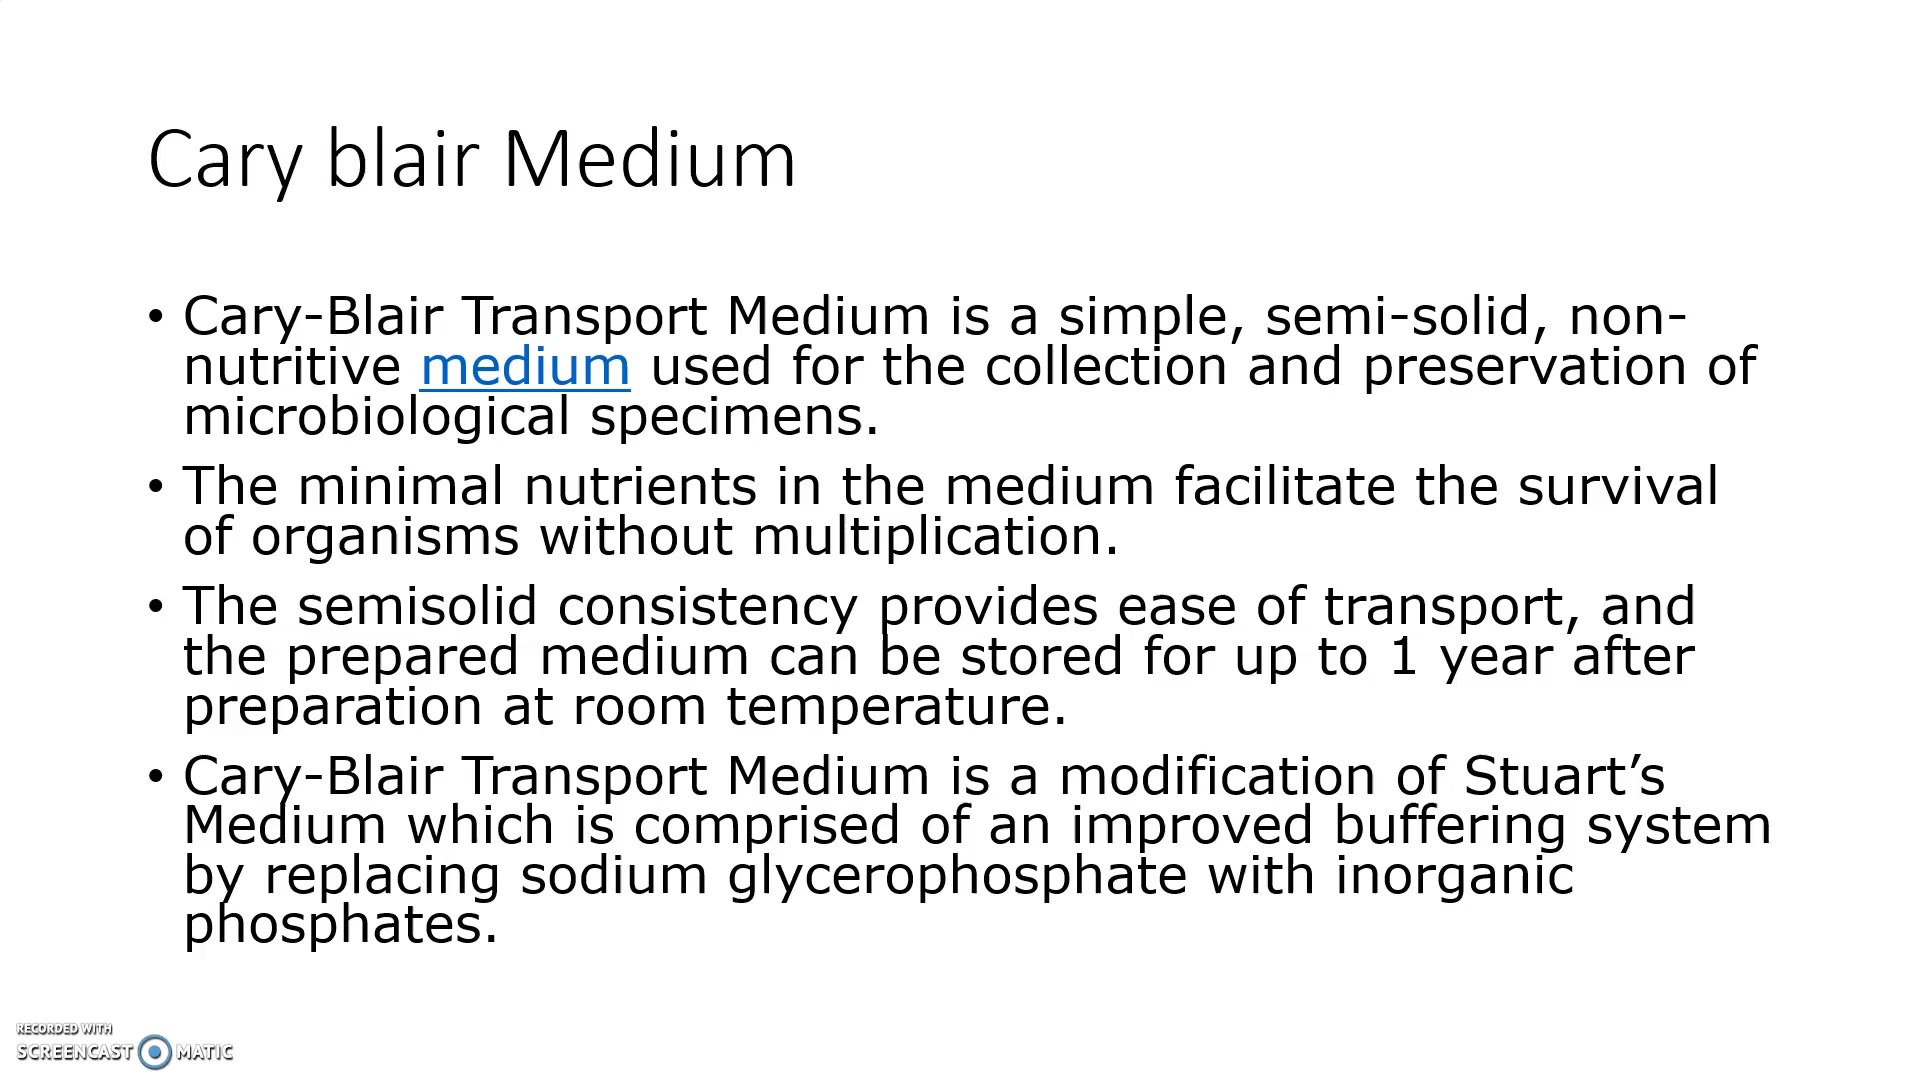 Cary blair Medium
• Cary-Blair Transport Medium is a simple, semi-solid, non-
nutritive medium used for the collection and preservation of
microbiological specimens.
• The minimal nutrients in the medium facilitate the survival
of organisms without multiplication.
• The semisolid consistency provides ease of transport, and
the prepared medium can be stored for up to 1 year after
preparation at room temperature.
• Cary-Blair Transport Medium is a modification of Stuart’s
Medium which is comprised of an improved buffering system
by replacing sodium glycerophosphate with inorganic
phosphates.
RECORDED WITH
SCREENCAST MATIC